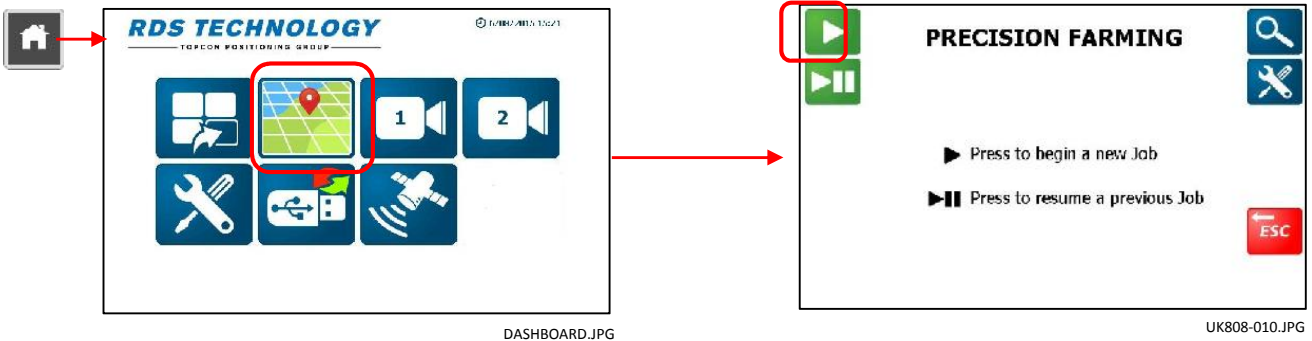 RDS TECHNOLOGY
TOPCON POSITIONING GROUP
1
2
DASHBOARD.JPG
PRECISION FARMING
Press to begin a new Job
Press to resume a previous Job
ESC
UK808-010.JPG